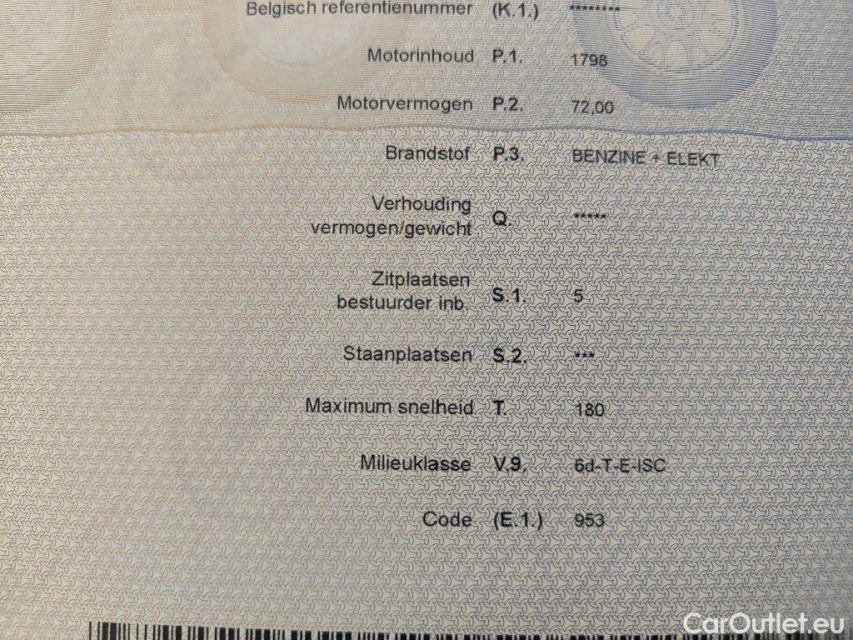 Belgisch referentienummer (K.1.) ********
Motorinhoud P.1. 1798
Motorvermogen P.2. 72,00
Brandstof P.3. BENZINE + ELEKT
Verhouding
vermogen/gewicht Q. *****
Zitplaatsen
bestuurder inb. S.1. 5
Staanplaatsen S.2. ***
Maximum snelheid T. 180
Milieuklasse V.9. 6d-T-E-ISC
Code (E.1.) 953
CarOutlet.eu